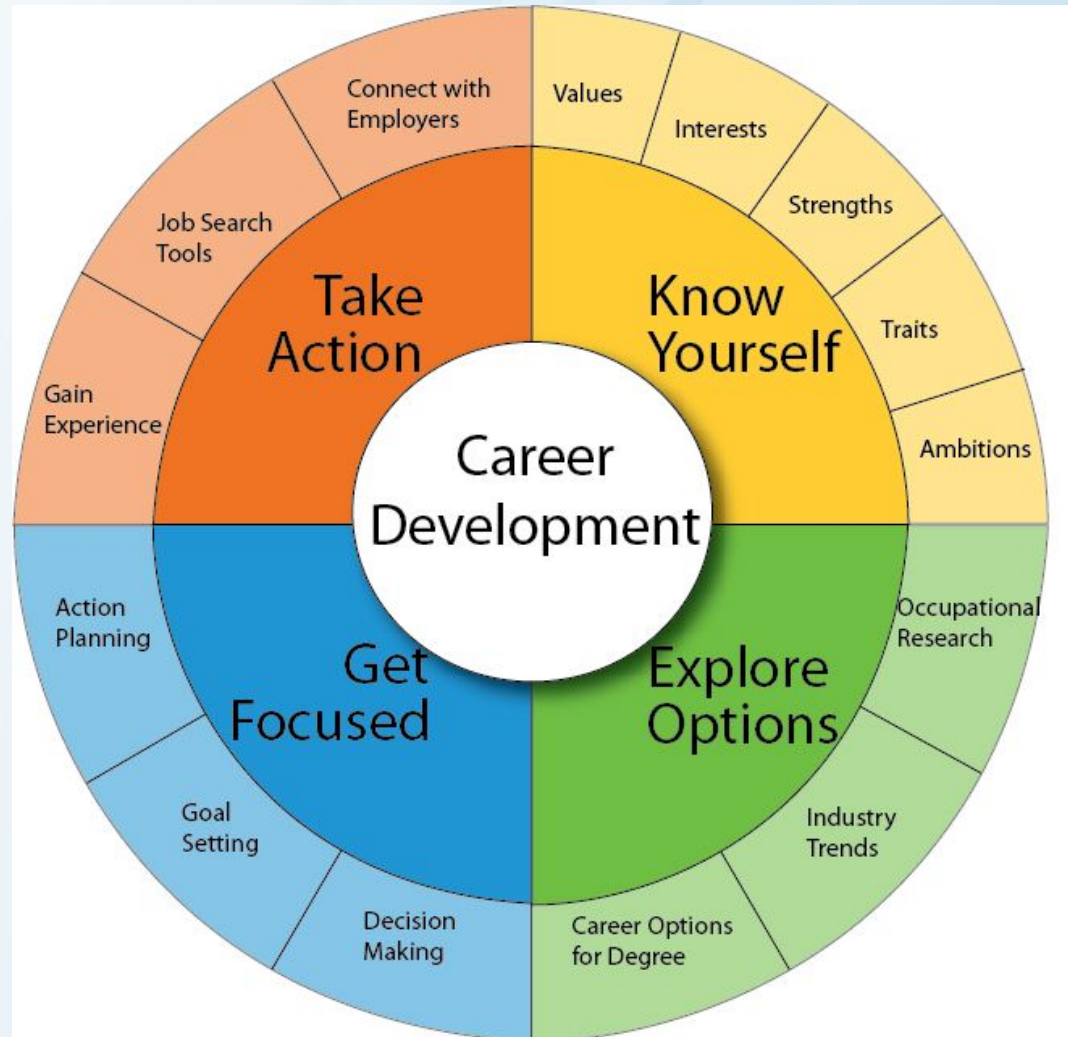 Career
Development
Know
Yourself
Values
Interests
Strengths
Traits
Ambitions
Explore
Options
Occupational
Research
Industry
Trends
Career Options
for Degree
Get
Focused
Decision
Making
Goal
Setting
Action
Planning
Take
Action
Gain
Experience
Job Search
Tools
Connect with
Employers